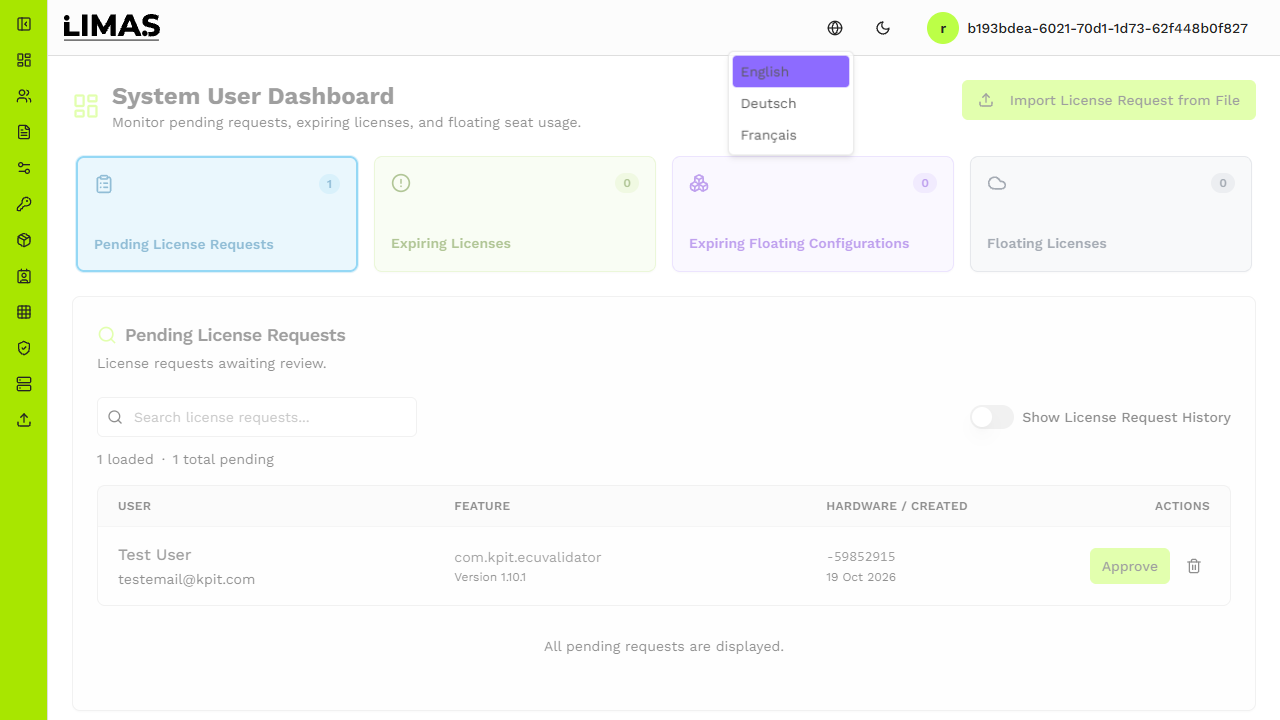 LIMAS
r
b193bdea-6021-70d1-1d73-62f448b0f827
English
Deutsch
Français
System User Dashboard
Monitor pending requests, expiring licenses, and floating seat usage.
Import License Request from File
1
Pending License Requests
0
Expiring Licenses
0
Expiring Floating Configurations
0
Floating Licenses
Pending License Requests
License requests awaiting review.
Search license requests...
Show License Request History
1 loaded · 1 total pending
USER FEATURE HARDWARE / CREATED ACTIONS
Test User com.kpit.ecuvalidator -59852915
testemail@kpit.com Version 1.10.1 19 Oct 2026
Approve
All pending requests are displayed.